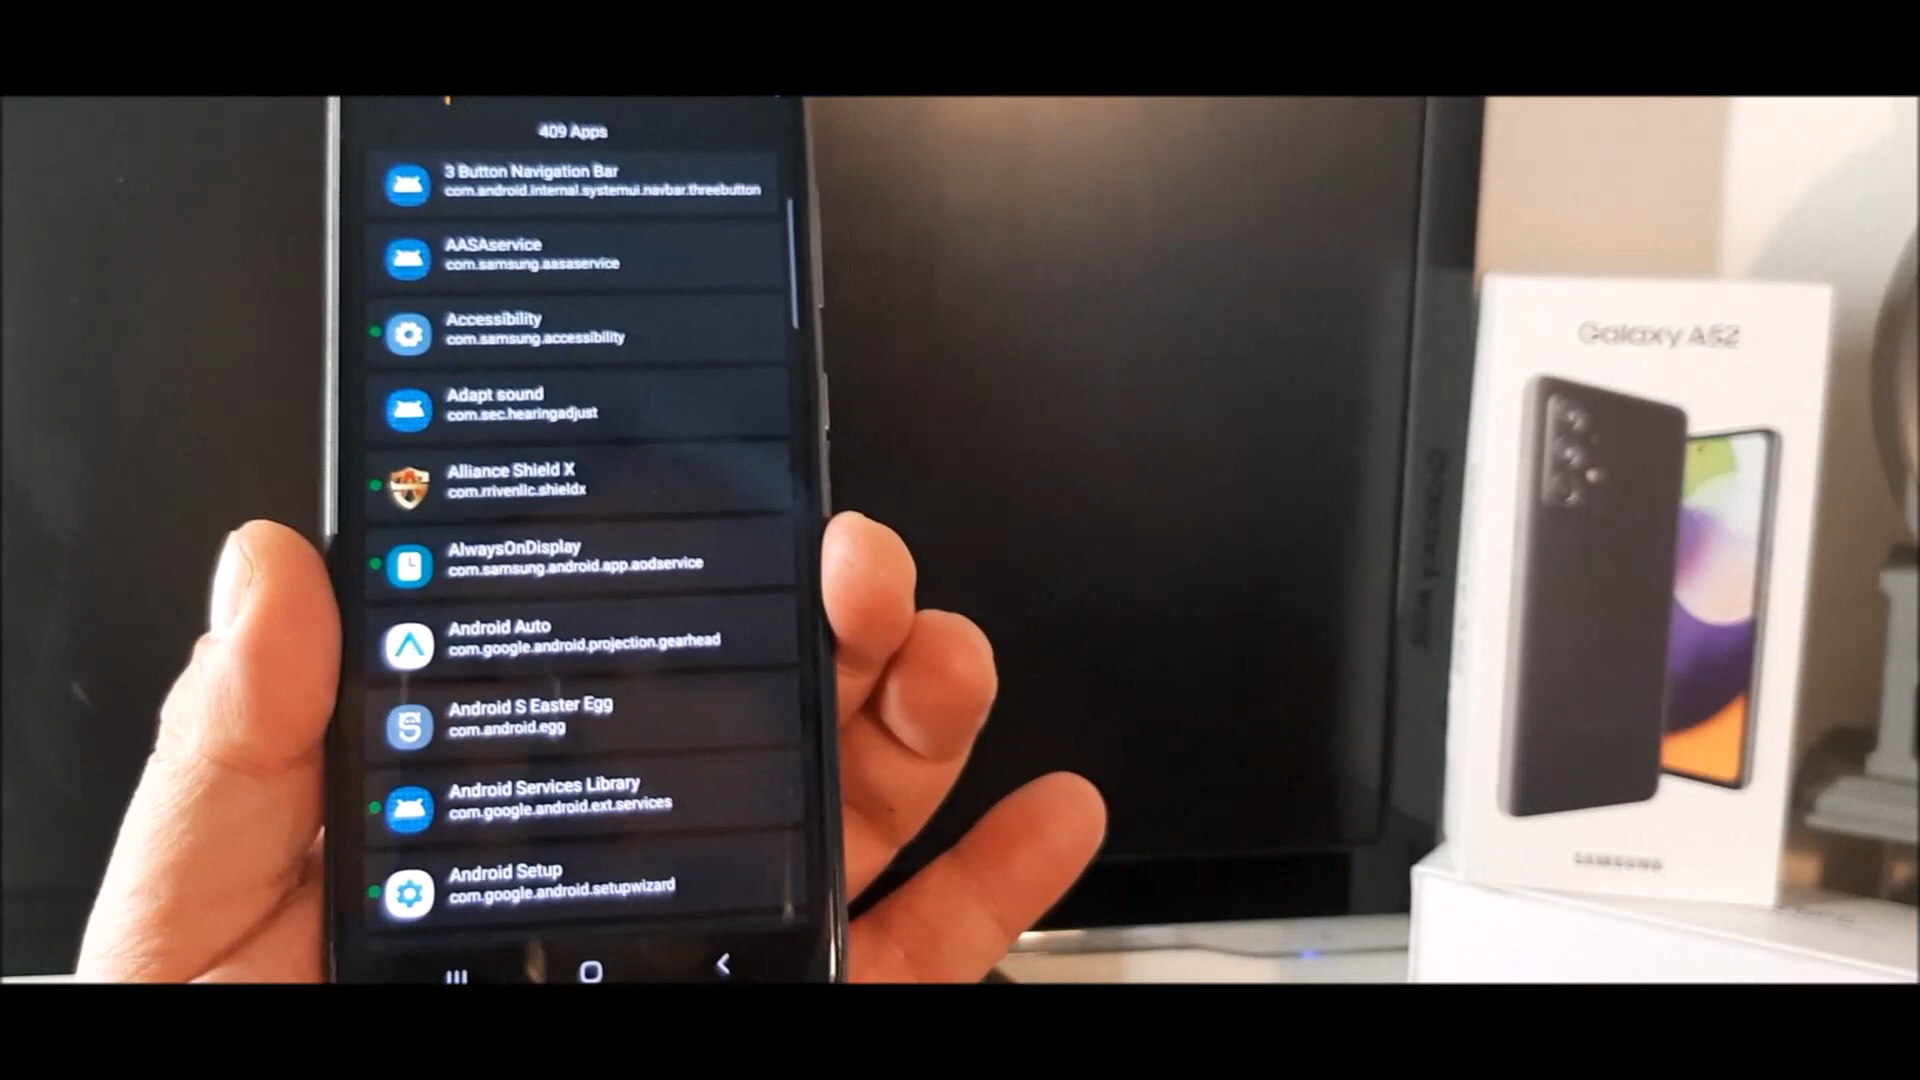 409 Apps
3 Button Navigation Bar
com.android.internal.systemui.navbar.threebutton
AASAservice
com.samsung.aasaservice
Accessibility
com.samsung.accessibility
Adapt sound
com.sec.hearingadjust
Alliance Shield X
com.rrivenllc.shieldx
AlwaysOnDisplay
com.samsung.android.app.aodservice
Android Auto
com.google.android.projection.gearhead
Android S Easter Egg
com.android.egg
Android Services Library
com.google.android.ext.services
Android Setup
com.google.android.setupwizard
Galaxy A52
SAMSUNG